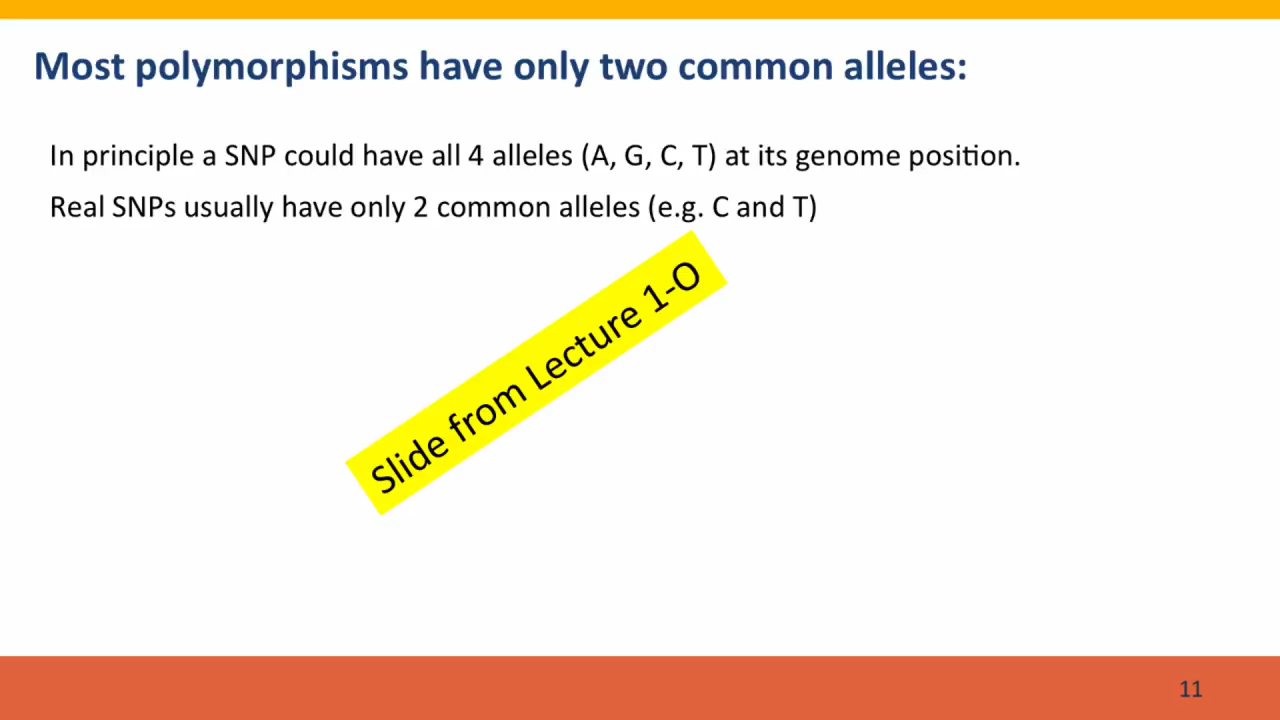 Most polymorphisms have only two common alleles:
In principle a SNP could have all 4 alleles (A, G, C, T) at its genome position.
Real SNPs usually have only 2 common alleles (e.g. C and T)
Slide from Lecture 1-O
11